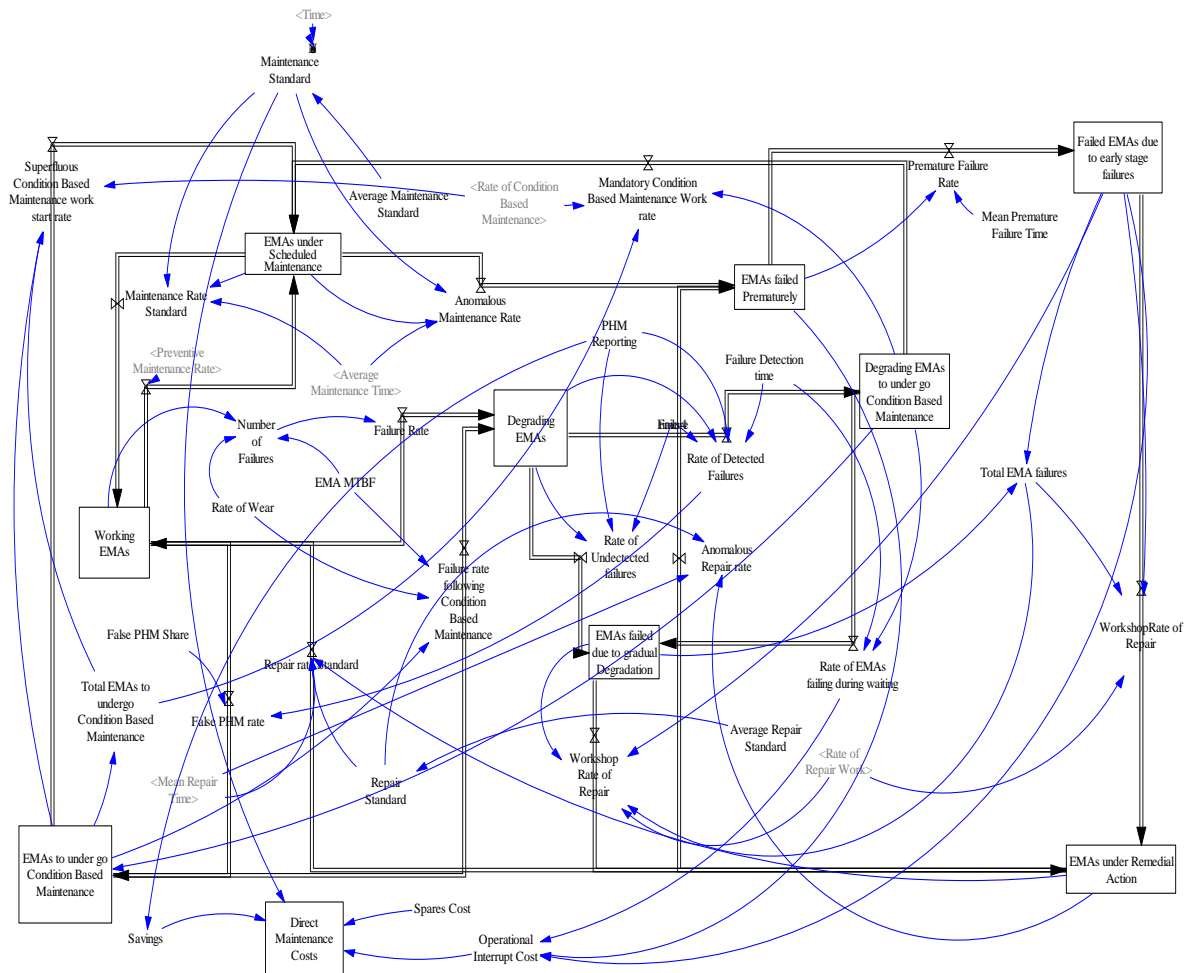 <Time>
Maintenance
Standard
Superfluous
Condition Based
Maintenance work
start rate
Average Maintenance
Standard
<Rate of Condition
Based
Maintenance>
Mandatory Condition
Based Maintenance Work
rate
Premature Failure
Rate
Failed EMAs due
to early stage
failures
Mean Premature
Failure Time
EMAs under
Scheduled
Maintenance
EMAs failed
Prematurely
Maintenance Rate
Standard
Anomalous
Maintenance Rate
PHM
Reporting
<Preventive
Maintenance Rate>
<Average
Maintenance Time>
Failure Detection
time
Degrading EMAs
to under go
Condition Based
Maintenance
Number
of
Failures
Failure Rate
Degrading
EMAs
Rate of Detected
Failures
Total EMA failures
EMA MTBF
Rate of Wear
Working
EMAs
Rate of
Undectected
failures
Anomalous
Repair rate
Failure rate
following
Condition
Based
Maintenance
False PHM Share
Repair rate Standard
EMAs failed
due to gradual
Degradation
Rate of EMAs
failing during waiting
WorkshopRate of
Repair
Total EMAs to
undergo
Condition Based
Maintenance
False PHM rate
Average Repair
Standard
<Mean Repair
Time>
Repair
Standard
Workshop
Rate of
Repair
<Rate of
Repair Work>
EMAs to under go
Condition Based
Maintenance
EMAs under Remedial
Action
Savings
Direct
Maintenance
Costs
Spares Cost
Operational
Interrupt Cost